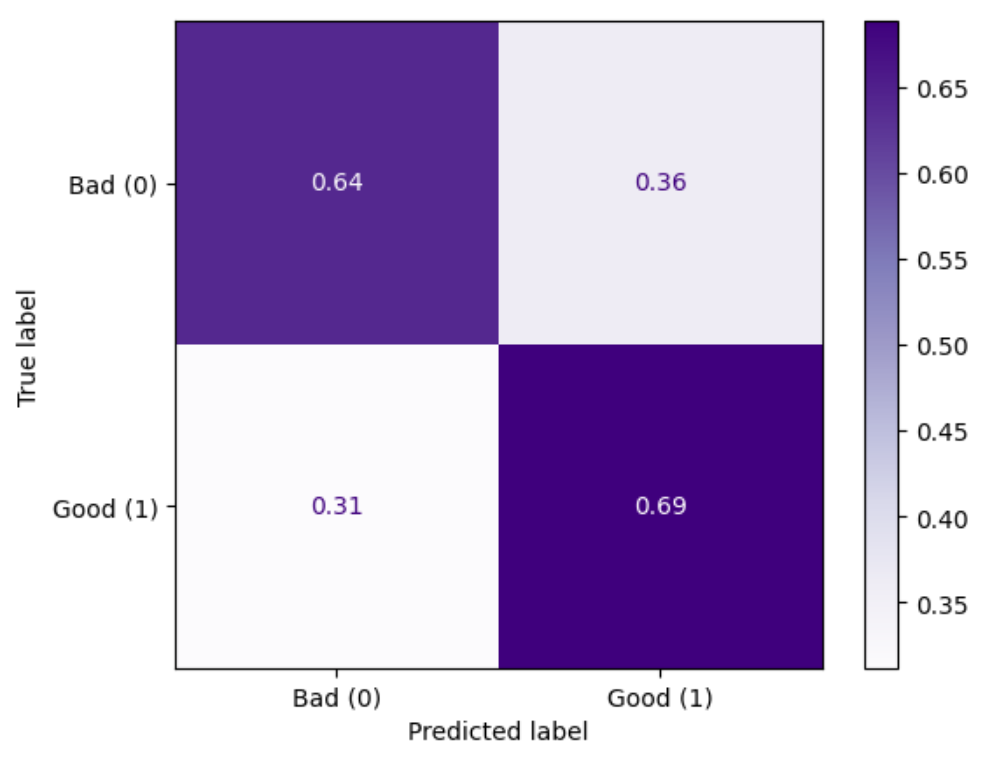 True label
Bad (0)
0.64
0.36
Good (1)
0.31
0.69
Bad (0)
Good (1)
Predicted label
0.65
0.60
0.55
0.50
0.45
0.40
0.35